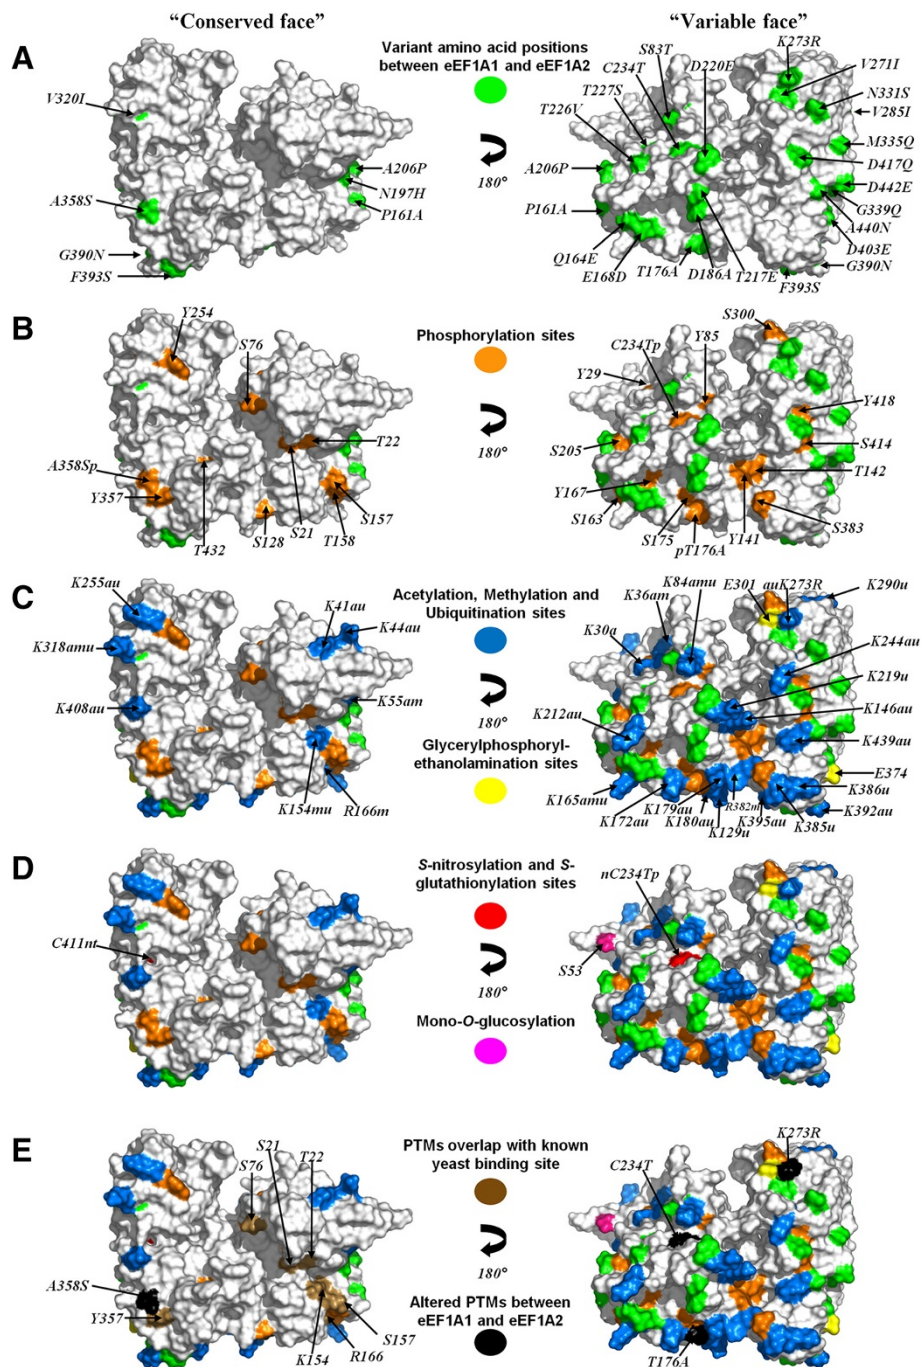 “Conserved face”
“Variable face”
A
Variant amino acid positions
between eEF1A1 and eEF1A2
180°
V320I
A358S
G390N
F393S
A206P
N197H
P161A
K273R
S83T
C234T
D220E
V271I
T227S
N331S
T226V
V285I
M335Q
A206P
D417Q
D442E
P161A
G339Q
A440N
Q164E
D403E
E168D
T176A
D186A
T217E
G390N
F393S
B
Phosphorylation sites
180°
Y254
S76
T22
A358Sp
Y357
T432
S128
S21
T158
S157
S300
C234Tp
Y85
Y29
Y418
S205
S414
T142
Y167
S163
S175
pT176A
Y141
S383
C
Acetylation, Methylation and
Ubiquitination sites
180°
Glycerylphosphoryl-
ethanolamination sites
K255au
K41au
K44au
K318amu
K55am
K408au
K154mu
R166m
K84amu
E301
auK273R
K290u
K36am
K30a
K244au
K219u
K212au
K146au
K439au
K165amu
E374
K172au
K179au
R382m
K386u
K180au
K129u
K395au
K385u
K392au
D
S-nitrosylation and S-
glutathionylation sites
180°
Mono-O-glucosylation
C411nt
nC234Tp
S53
E
PTMs overlap with known
yeast binding site
180°
Altered PTMs between
eEF1A1 and eEF1A2
S21
S76
T22
A358S
Y357
K154
R166
S157
K273R
C234T
T176A